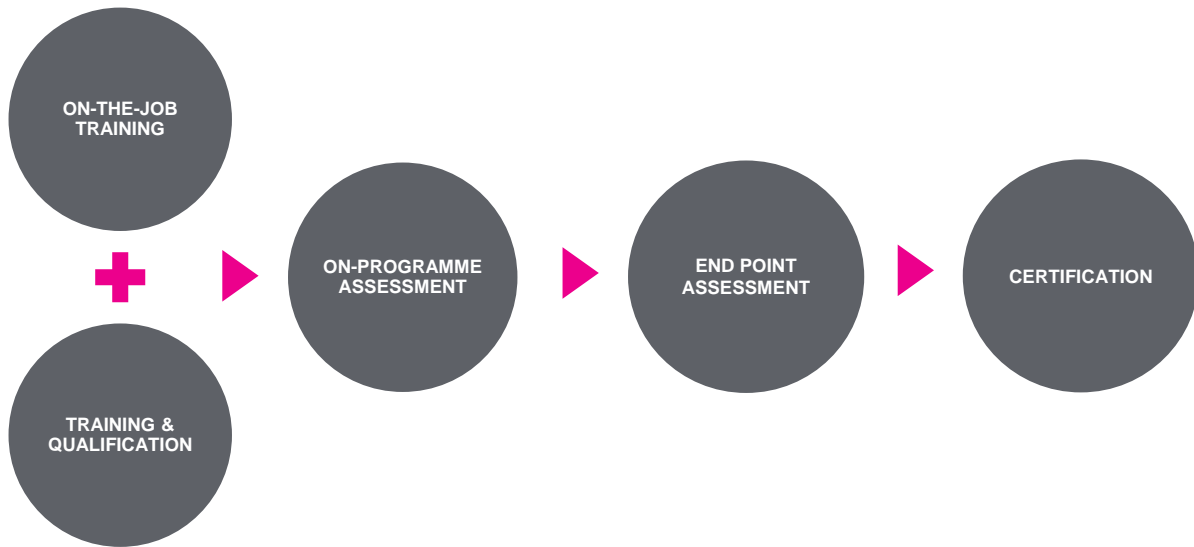 ON-THE-JOB
TRAINING
TRAINING &
QUALIFICATION
ON-PROGRAMME
ASSESSMENT
END POINT
ASSESSMENT
CERTIFICATION